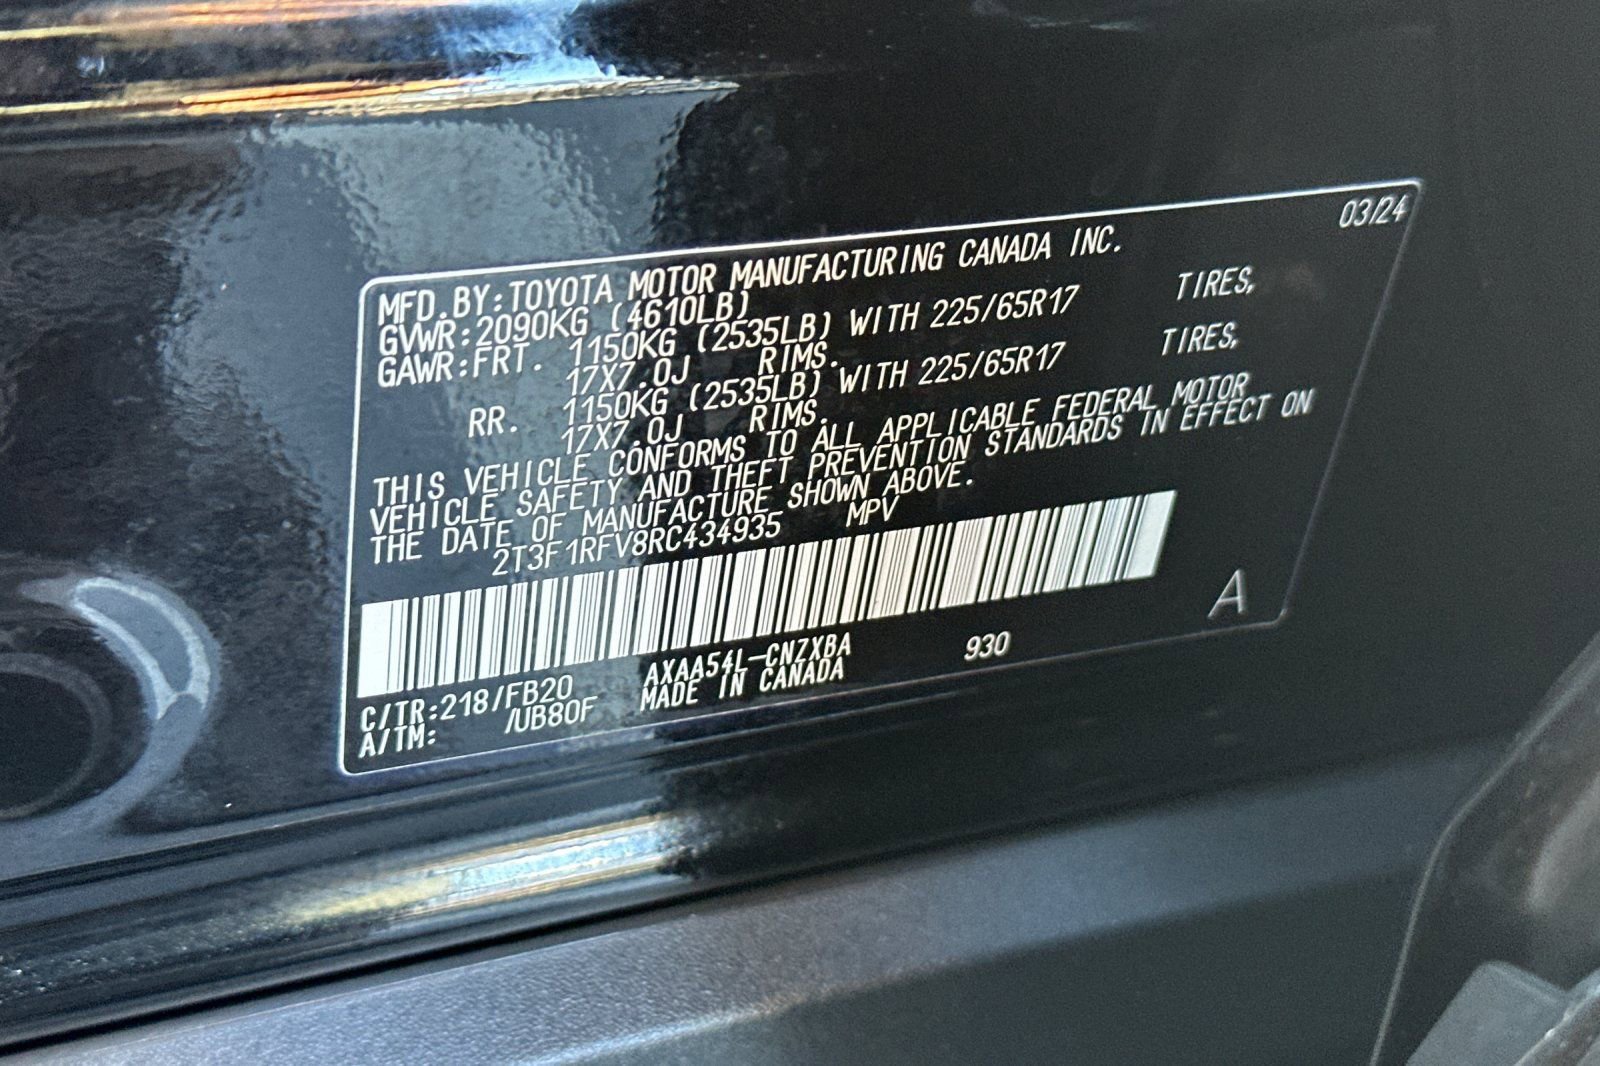 03/24
MFD.BY:TOYOTA MOTOR MANUFACTURING CANADA INC.
GVWR:2090KG (4610LB)
GAWR:FRT. 1150KG (2535LB) WITH 225/65R17 TIRES,
17X7.0J RIMS.
RR. 1150KG (2535LB) WITH 225/65R17 TIRES,
17X7.0J RIMS.
THIS VEHICLE CONFORMS TO ALL APPLICABLE FEDERAL MOTOR
VEHICLE SAFETY AND THEFT PREVENTION STANDARDS IN EFFECT ON
THE DATE OF MANUFACTURE SHOWN ABOVE.
2T3F1RFV8RC434935 MPV
A
C/TR:218/FB20 AXAA54L-CNZXBA 930
A/TM: /UB80F MADE IN CANADA